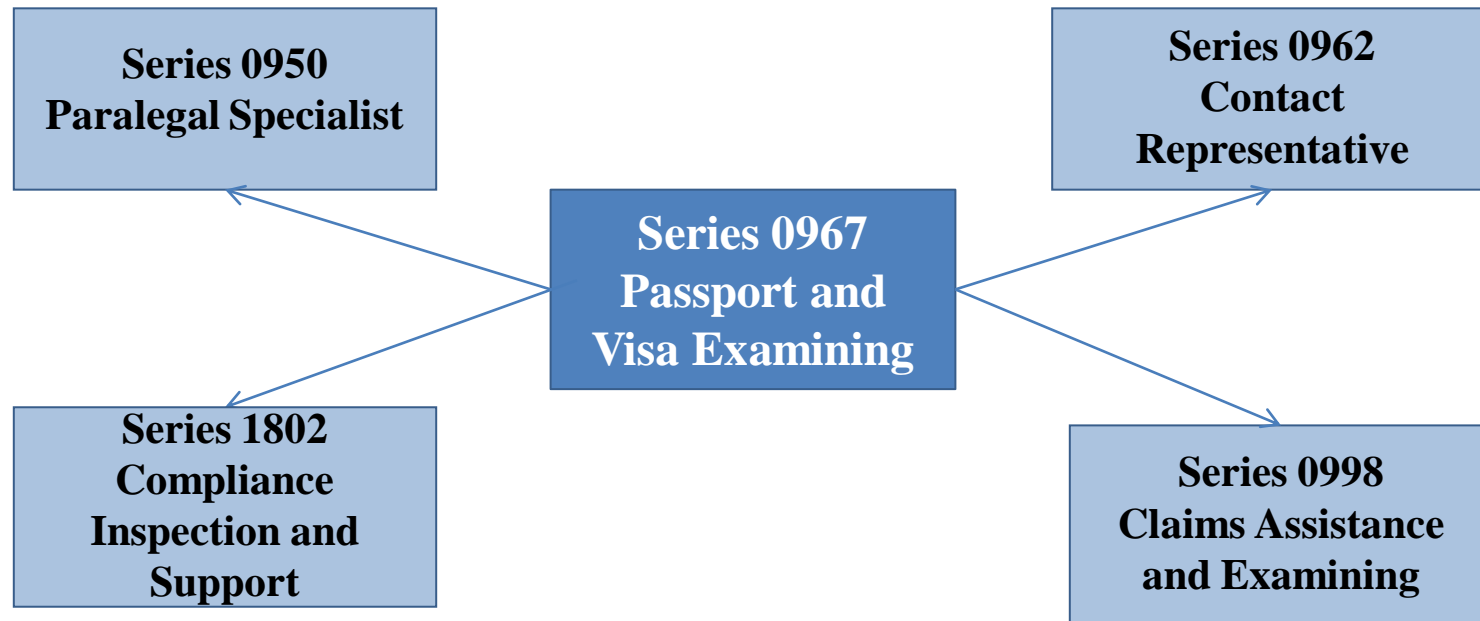 Series 0950
Paralegal Specialist
Series 0962
Contact
Representative
Series 0967
Passport and
Visa Examining
Series 1802
Compliance
Inspection and
Support
Series 0998
Claims Assistance
and Examining